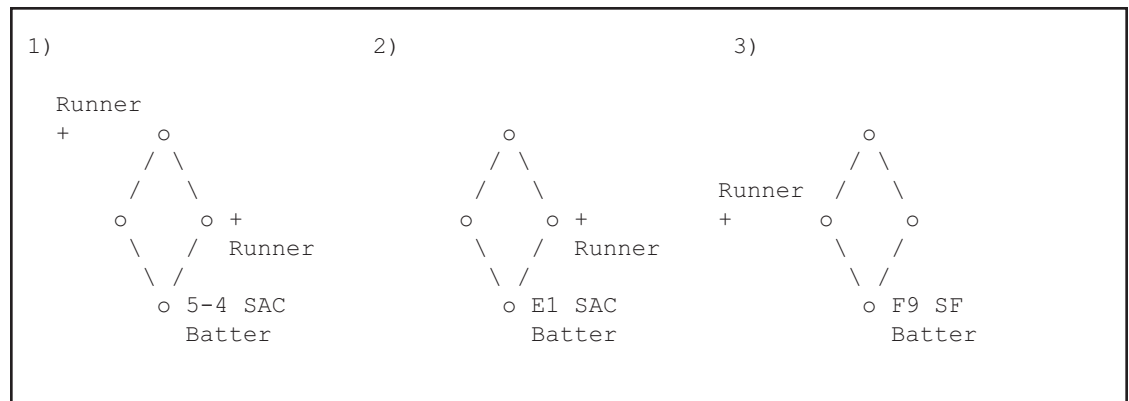 1) 2) 3)
Runner
+ o o o
/ \ / \ / \
/ \ / \ Runner / \
o o + o o + + o o
\ / Runner \ / Runner \ /
\ / \ / \ /
o 5-4 SAC o E1 SAC o F9 SF
Batter Batter Batter